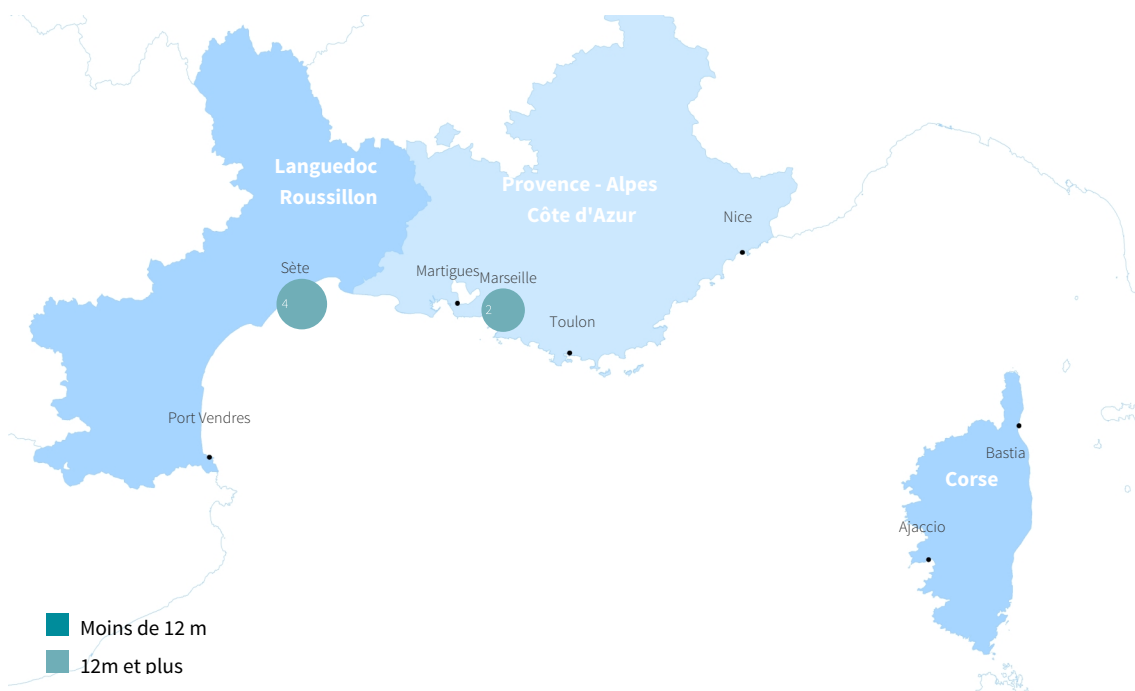 Languedoc
Roussillon
Provence - Alpes
Côte d'Azur
Nice
Sète
4
Martigues
Marseille
2
Toulon
Port Vendres
Bastia
Corse
Ajaccio
Moins de 12 m
12m et plus